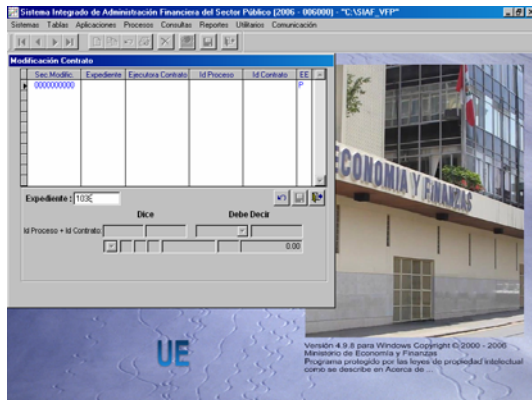 Sistema Integrado de Administración Financiera del Sector Público (2006 - 006000) - "C:\SIAF_VFP"
Sistemas Tablas Aplicaciones Procesos Consultas Reportes Utilitarios Comunicación
Modificación Contrato
Sec.Modific. Expediente Ejecutora Contrato Id Proceso Id Contrato EE
0000000000 P
Expediente : 103
Dice Debe Decir
Id Proceso + Id Contrato:
0.00
ECONOMIA Y FINANZAS
UE
Versión 4.9.8 para Windows Copyright © 2000 - 2006
Ministerio de Economía y Finanzas
Programa protegido por las leyes de propiedad intelectual
como se describe en Acerca de ...